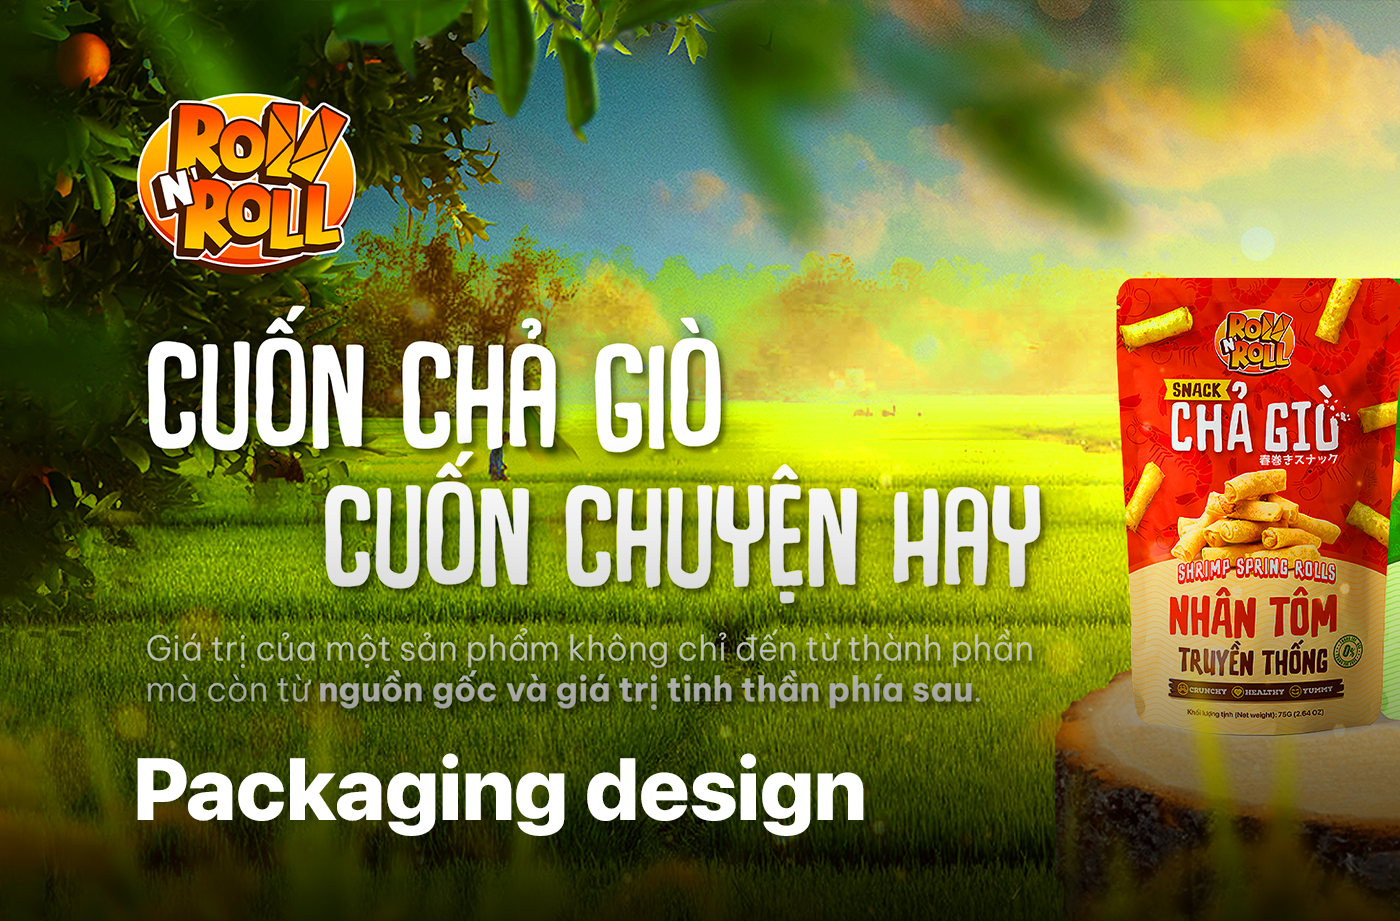 ROLL
N'
ROLL
CUỐN CHẢ GIÒ
CUỐN CHUYỆN HAY
Giá trị của một sản phẩm không chỉ đến từ thành phần
mà còn từ nguồn gốc và giá trị tinh thần phía sau.
Packaging design
ROLL
N'
ROLL
SNACK
CHẢ GIÒ
春巻きスナック
SHRIMP SPRING ROLLS
NHÂN TÔM
TRUYỀN THỐNG
0%
CRUNCHY HEALTHY YUMMY
Khối lượng tịnh (Net weight): 75G (2.64 OZ)